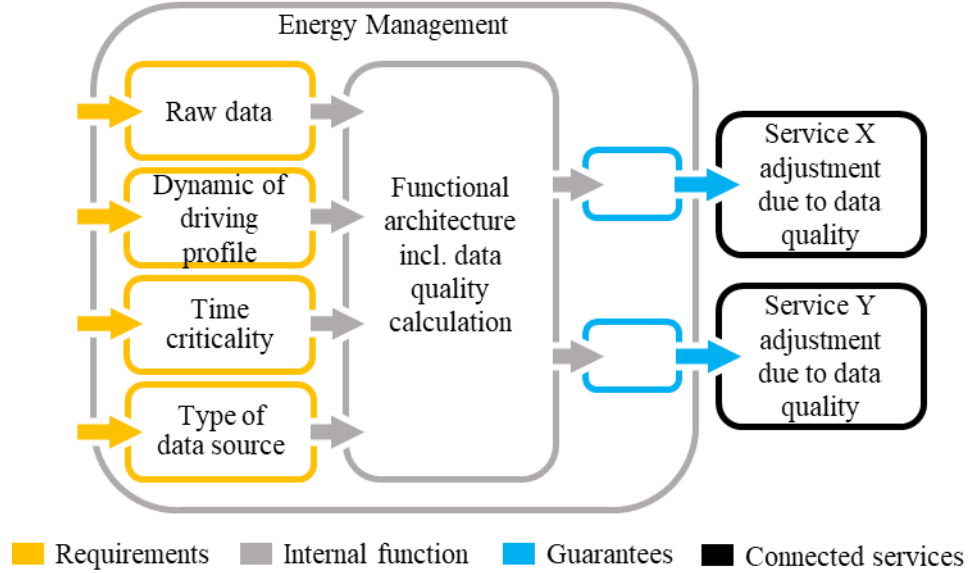 Energy Management
Raw data
Dynamic of
driving
profile
Time
criticality
Type of
data source
Functional
architecture
incl. data
quality
calculation
Service X
adjustment
due to data
quality
Service Y
adjustment
due to data
quality
Requirements
Internal function
Guarantees
Connected services